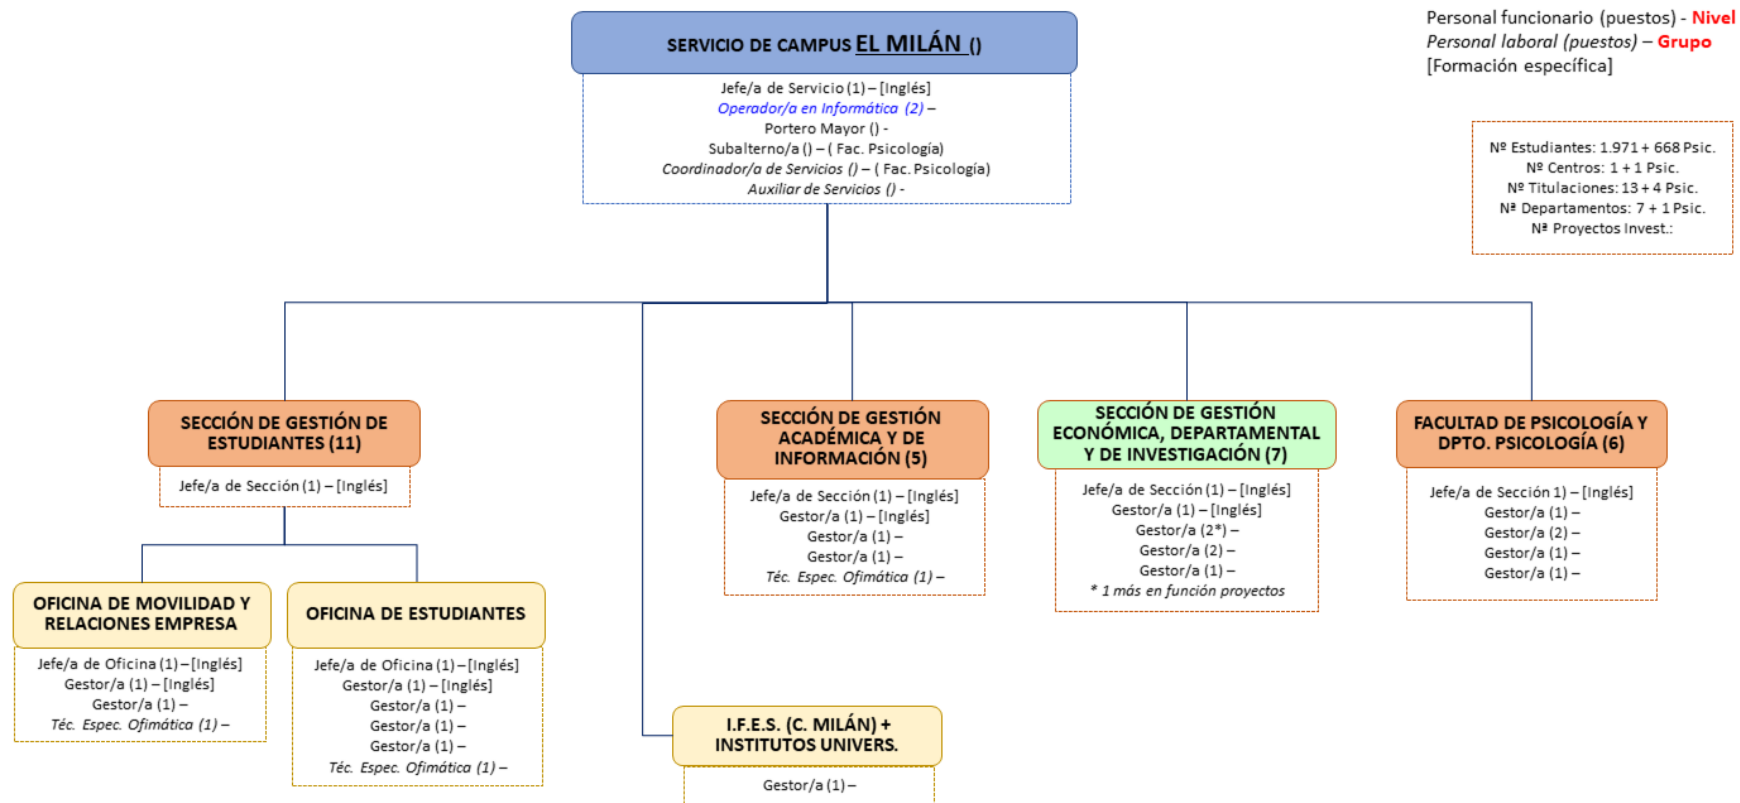 Personal funcionario (puestos) - Nivel
Personal laboral (puestos) – Grupo
[Formación específica]
SERVICIO DE CAMPUS EL MILÁN ()
Jefe/a de Servicio (1) – [Inglés]
Operador/a en Informática (2) –
Portero Mayor () -
Subalterno/a () – ( Fac. Psicología)
Coordinador/a de Servicios () – ( Fac. Psicología)
Auxiliar de Servicios () -
Nº Estudiantes: 1.971 + 668 Psic.
Nº Centros: 1 + 1 Psic.
Nº Titulaciones: 13 + 4 Psic.
Nª Departamentos: 7 + 1 Psic.
Nª Proyectos Invest.:
SECCIÓN DE GESTIÓN DE
ESTUDIANTES (11)
Jefe/a de Sección (1) – [Inglés]
SECCIÓN DE GESTIÓN
ACADÉMICA Y DE
INFORMACIÓN (5)
Jefe/a de Sección (1) – [Inglés]
Gestor/a (1) – [Inglés]
Gestor/a (1) –
Gestor/a (1) –
Téc. Espec. Ofimática (1) –
SECCIÓN DE GESTIÓN
ECONÓMICA, DEPARTAMENTAL
Y DE INVESTIGACIÓN (7)
Jefe/a de Sección (1) – [Inglés]
Gestor/a (1) – [Inglés]
Gestor/a (2*) –
Gestor/a (2) –
Gestor/a (1) –
* 1 más en función proyectos
FACULTAD DE PSICOLOGÍA Y
DPTO. PSICOLOGÍA (6)
Jefe/a de Sección 1) – [Inglés]
Gestor/a (1) –
Gestor/a (2) –
Gestor/a (1) –
Gestor/a (1) –
OFICINA DE MOVILIDAD Y
RELACIONES EMPRESA
Jefe/a de Oficina (1) – [Inglés]
Gestor/a (1) – [Inglés]
Gestor/a (1) –
Téc. Espec. Ofimática (1) –
OFICINA DE ESTUDIANTES
Jefe/a de Oficina (1) – [Inglés]
Gestor/a (1) – [Inglés]
Gestor/a (1) –
Gestor/a (1) –
Gestor/a (1) –
Téc. Espec. Ofimática (1) –
I.F.E.S. (C. MILÁN) +
INSTITUTOS UNIVERS.
Gestor/a (1) –